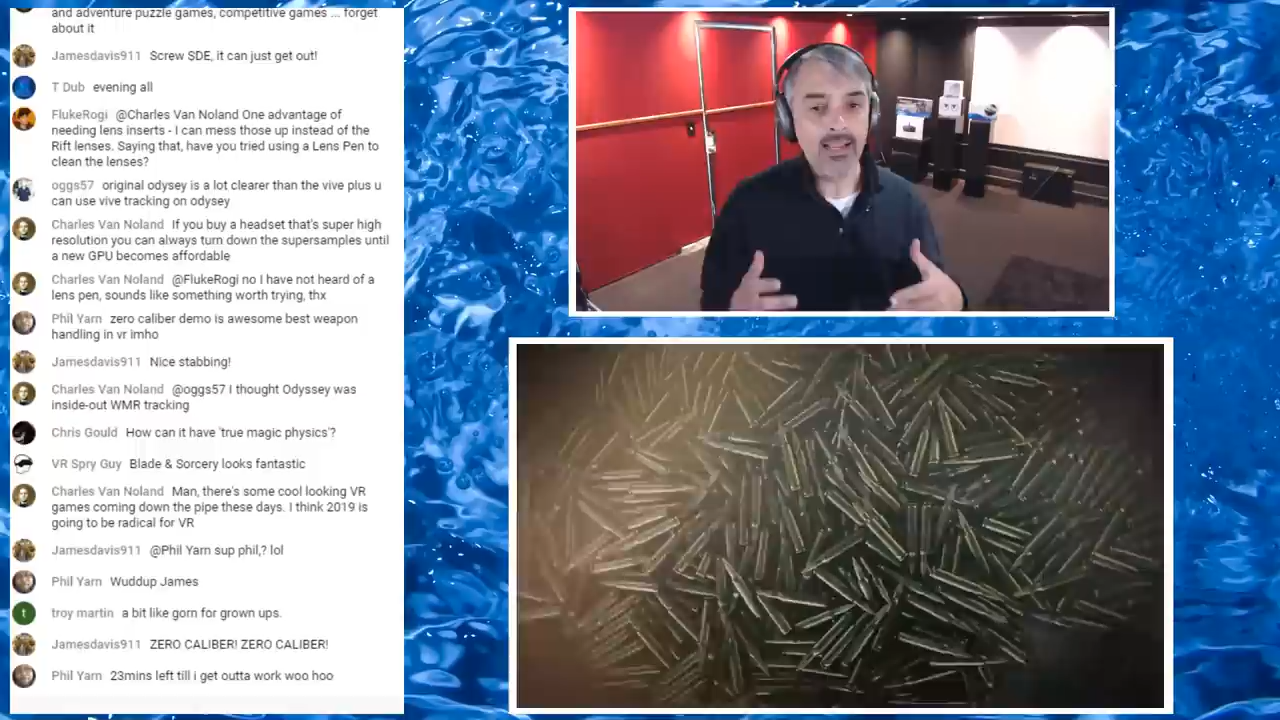 and adventure puzzle games, competitive games ... forget
about it
Jamesdavis911 Screw SDE, it can just get out!
T Dub evening all
FlukeRogi @Charles Van Noland One advantage of
needing lens inserts - I can mess those up instead of the
Rift lenses. Saying that, have you tried using a Lens Pen to
clean the lenses?
oggs57 original odysey is a lot clearer than the vive plus u
can use vive tracking on odysey
Charles Van Noland If you buy a headset that's super high
resolution you can always turn down the supersamples until
a new GPU becomes affordable
Charles Van Noland @FlukeRogi no I have not heard of a
lens pen, sounds like something worth trying, thx
Phil Yarn zero caliber demo is awesome best weapon
handling in vr imho
Jamesdavis911 Nice stabbing!
Charles Van Noland @oggs57 I thought Odyssey was
inside-out WMR tracking
Chris Gould How can it have 'true magic physics'?
VR Spry Guy Blade & Sorcery looks fantastic
Charles Van Noland Man, there's some cool looking VR
games coming down the pipe these days. I think 2019 is
going to be radical for VR
Jamesdavis911 @Phil Yarn sup phil,? lol
Phil Yarn Wuddup James
t
troy martin a bit like gorn for grown ups.
Jamesdavis911 ZERO CALIBER! ZERO CALIBER!
Phil Yarn 23mins left till i get outta work woo hoo